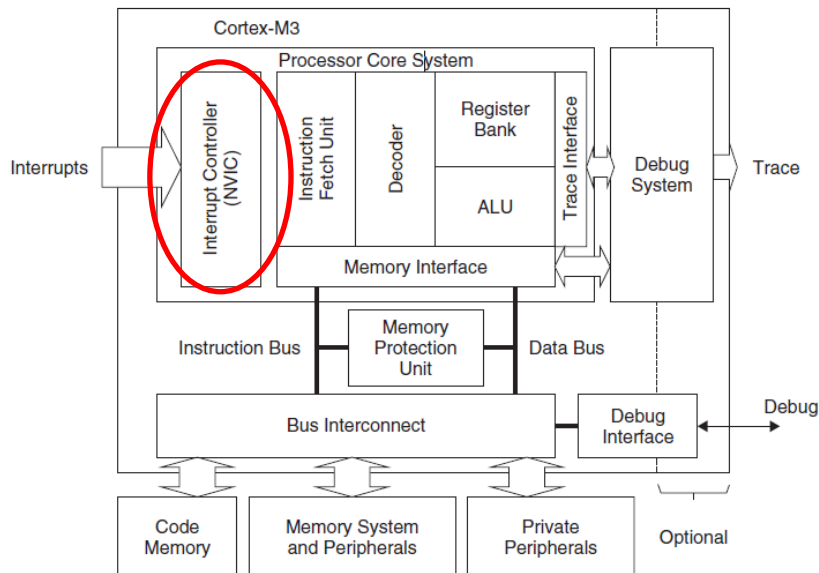 Cortex-M3
Processor Core System
Interrupts
Interrupt Controller
(NVIC)
Instruction
Fetch Unit
Decoder
Register
Bank
ALU
Trace Interface
Debug
System
Trace
Memory Interface
Instruction Bus
Memory
Protection
Unit
Data Bus
Bus Interconnect
Debug
Interface
Debug
Code
Memory
Memory System
and Peripherals
Private
Peripherals
Optional